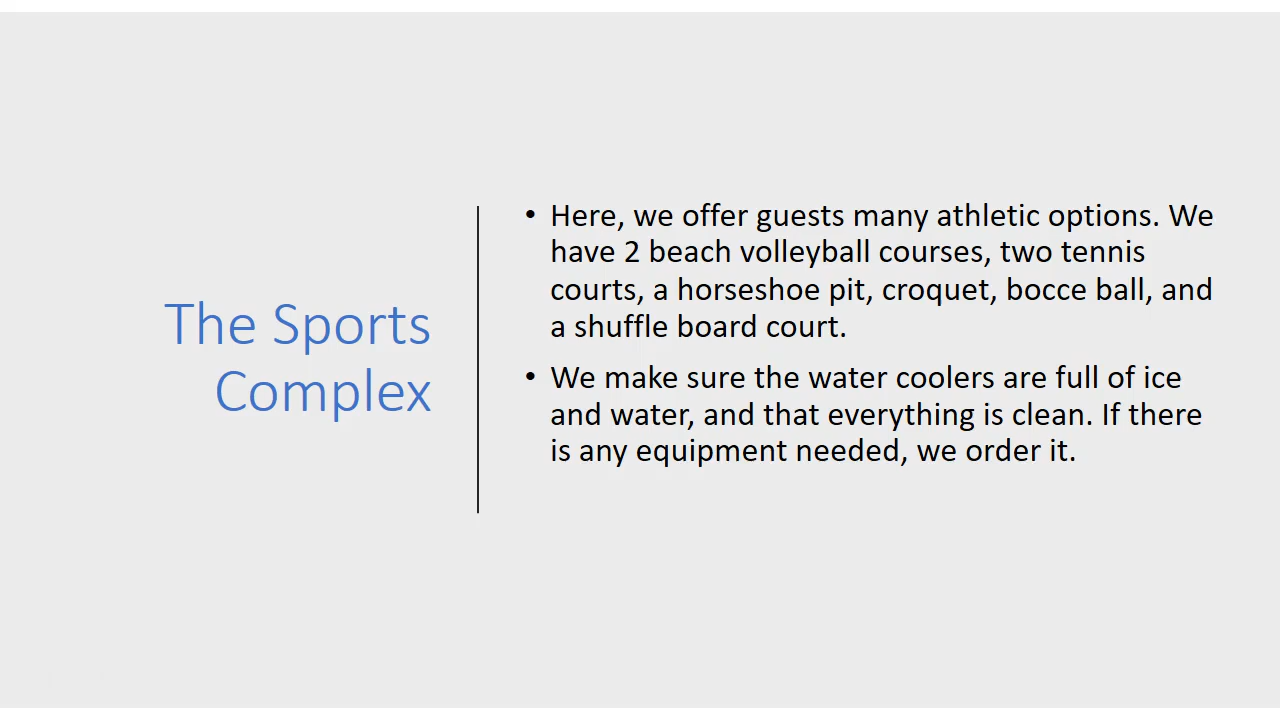 The Sports
Complex
• Here, we offer guests many athletic options. We
have 2 beach volleyball courses, two tennis
courts, a horseshoe pit, croquet, bocce ball, and
a shuffle board court.
• We make sure the water coolers are full of ice
and water, and that everything is clean. If there
is any equipment needed, we order it.